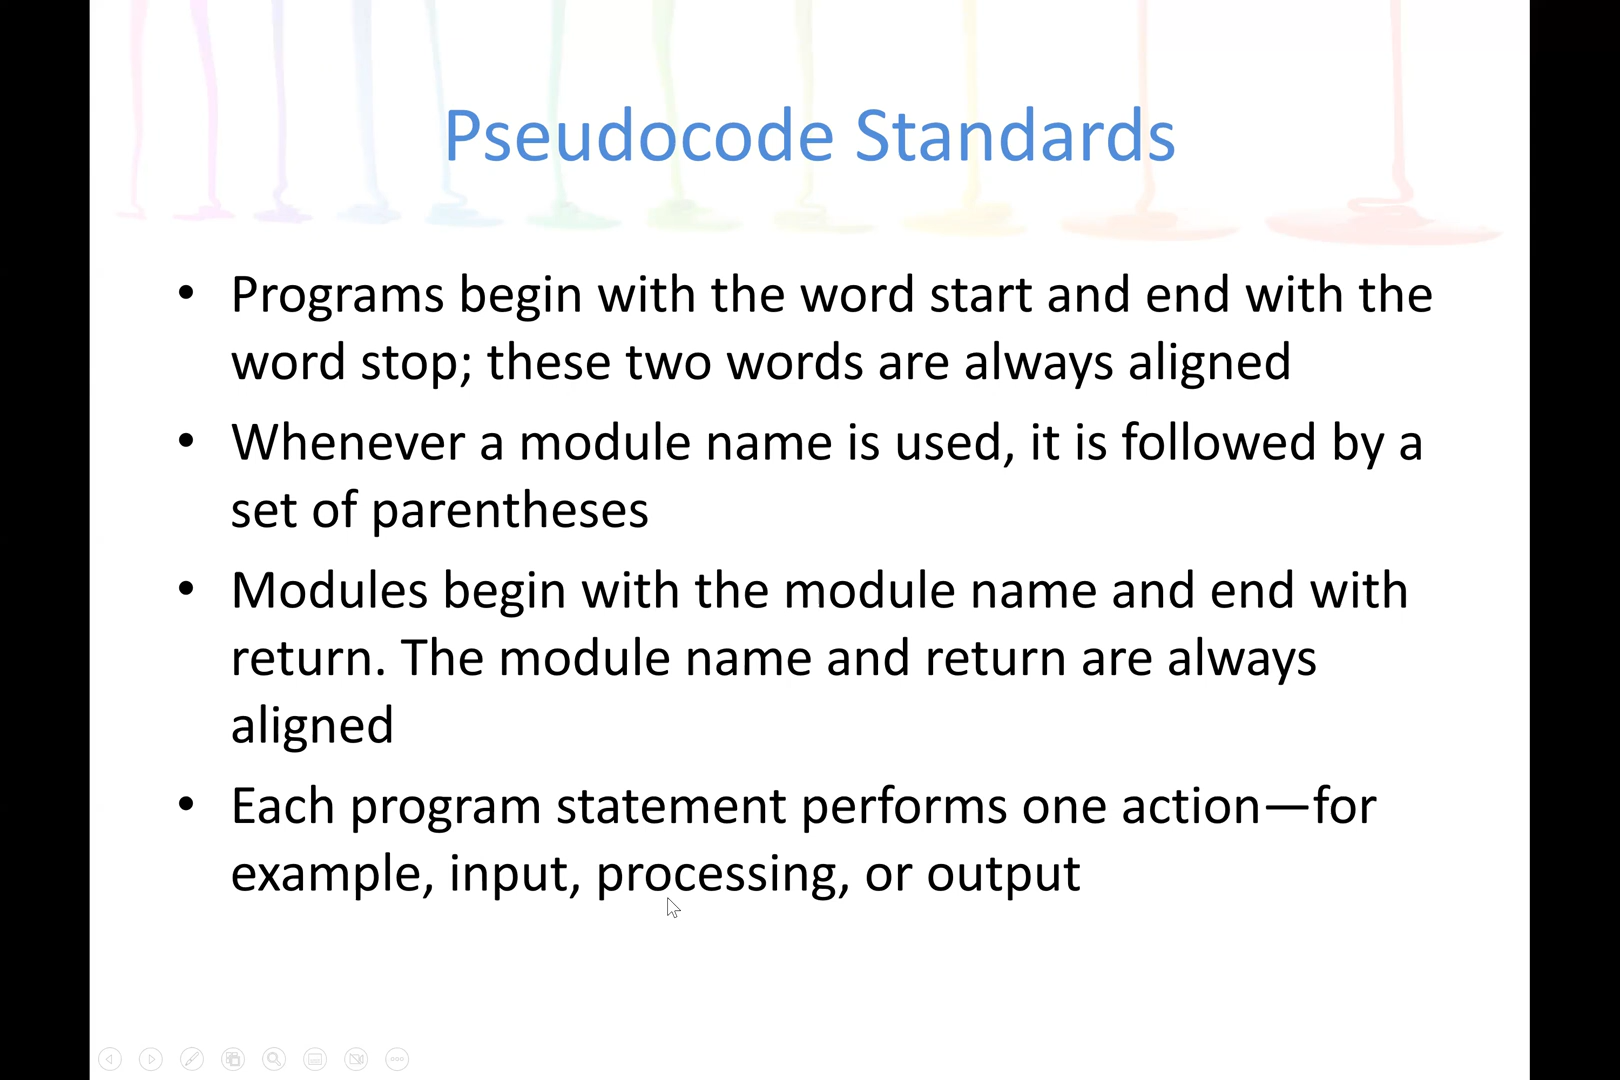 Pseudocode Standards
• Programs begin with the word start and end with the
word stop; these two words are always aligned
• Whenever a module name is used, it is followed by a
set of parentheses
• Modules begin with the module name and end with
return. The module name and return are always
aligned
• Each program statement performs one action—for
example, input, processing, or output